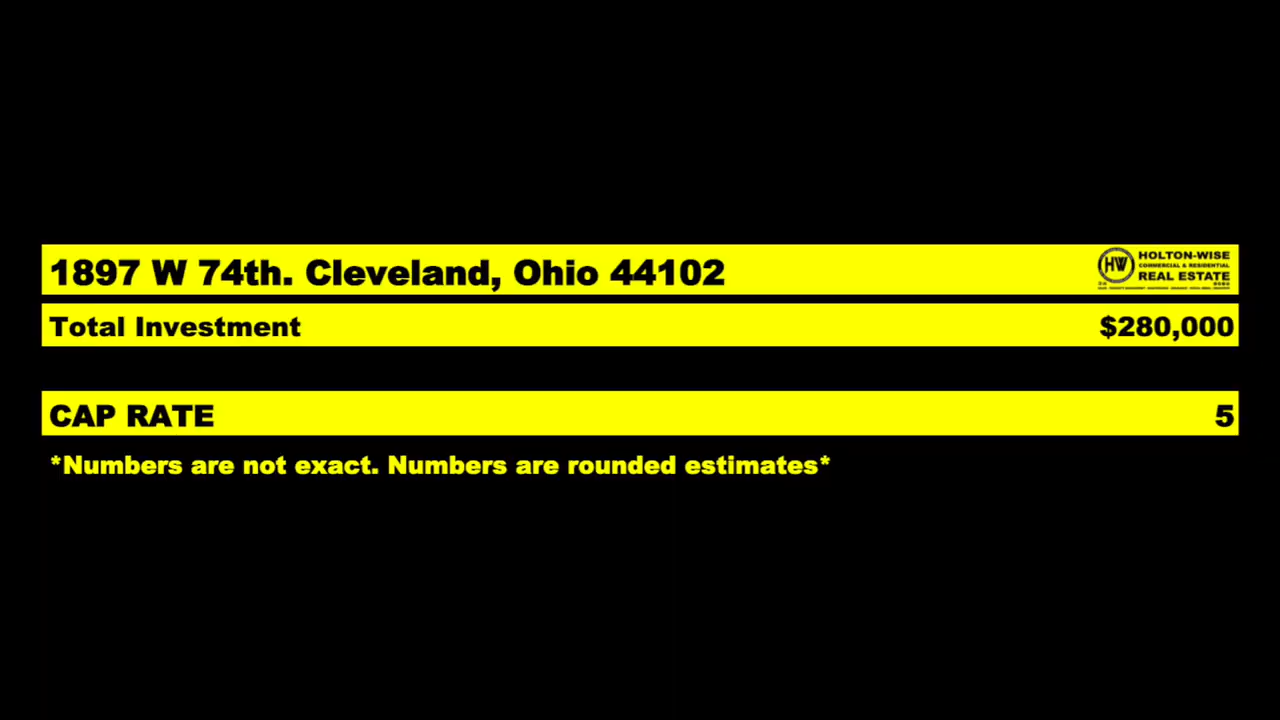 1897 W 74th. Cleveland, Ohio 44102
HW
HOLTON-WISE
COMMERCIAL & RESIDENTIAL
REAL ESTATE
Total Investment $280,000
CAP RATE 5
*Numbers are not exact. Numbers are rounded estimates*